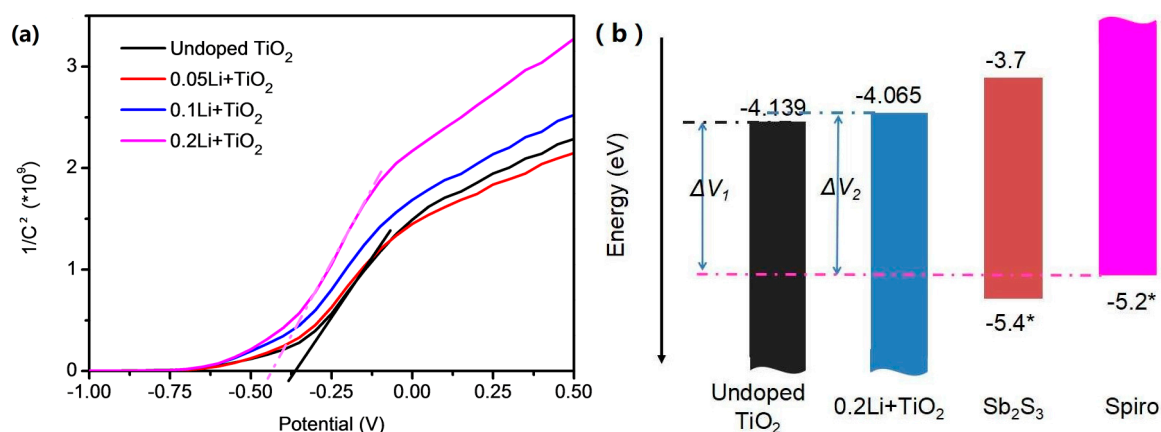 (a)
1/C² (*10⁹)
3
2
1
0
Undoped TiO₂
0.05Li+TiO₂
0.1Li+TiO₂
0.2Li+TiO₂
-1.00 -0.75 -0.50 -0.25 0.00 0.25 0.50
Potential (V)
( b )
Energy (eV)
-4.139
-4.065
-3.7
ΔV₁
ΔV₂
-5.4*
-5.2*
Undoped
TiO₂
0.2Li+TiO₂
Sb₂S₃
Spiro